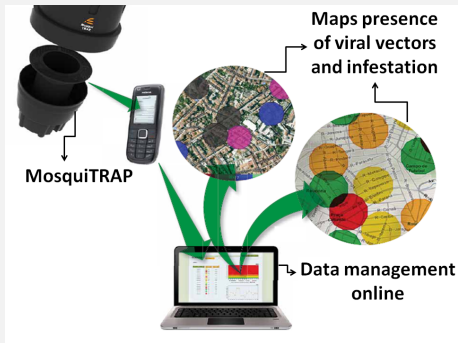 Maps presence
of viral vectors
and infestation
MosquiTRAP
Data management
online